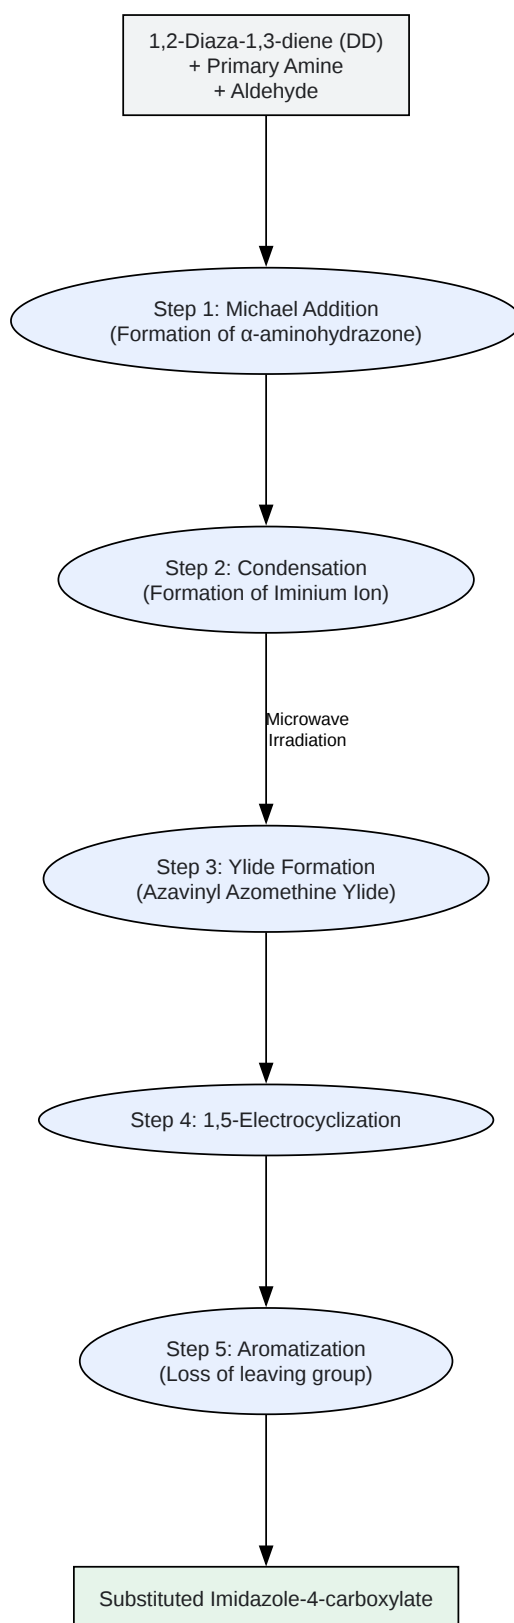 1,2-Diaza-1,3-diene (DD)
+ Primary Amine
+ Aldehyde
Step 1: Michael Addition
(Formation of α-aminohydrazone)
Step 2: Condensation
(Formation of Iminium Ion)
Microwave
Irradiation
Step 3: Ylide Formation
(Azavinyl Azomethine Ylide)
Step 4: 1,5-Electrocyclization
Step 5: Aromatization
(Loss of leaving group)
Substituted Imidazole-4-carboxylate